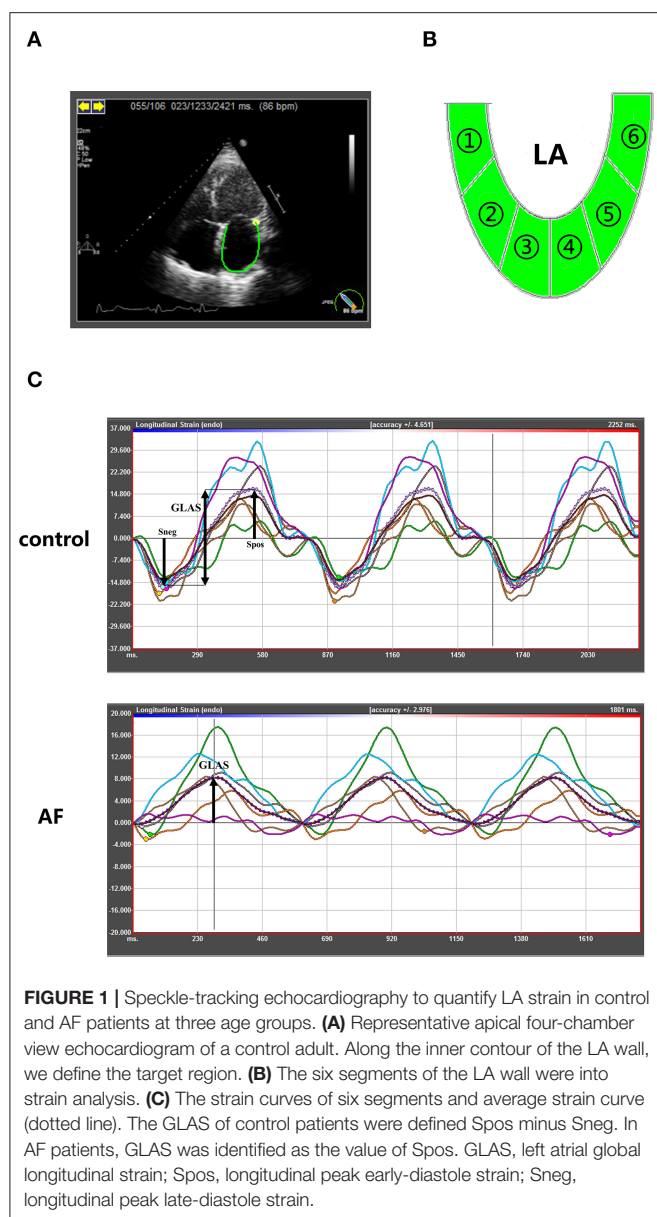 A
B
055/106 023/1233/2421 ms. (86 bpm)
22cm
JPEG
86 bpm
LA
①
②
③
④
⑤
⑥
C
control
Longitudinal Strain (endo) [accuracy +/- 4.651] 2252 ms.
37.000
29.600
22.200
14.800
7.400
0.000
-7.400
-14.800
-22.200
-29.600
-37.000
GLAS
Sneg
Spos
ms. 290 580 870 1160 1450 1740 2030
AF
Longitudinal Strain (endo) [accuracy +/- 2.976] 1801 ms.
20.000
16.000
12.000
8.000
4.000
0.000
-4.000
-8.000
-12.000
-16.000
-20.000
GLAS
ms. 230 460 690 920 1150 1380 1610
FIGURE 1 | Speckle-tracking echocardiography to quantify LA strain in control
and AF patients at three age groups. (A) Representative apical four-chamber
view echocardiogram of a control adult. Along the inner contour of the LA wall,
we define the target region. (B) The six segments of the LA wall were into
strain analysis. (C) The strain curves of six segments and average strain curve
(dotted line). The GLAS of control patients were defined Spos minus Sneg. In
AF patients, GLAS was identified as the value of Spos. GLAS, left atrial global
longitudinal strain; Spos, longitudinal peak early-diastole strain; Sneg,
longitudinal peak late-diastole strain.